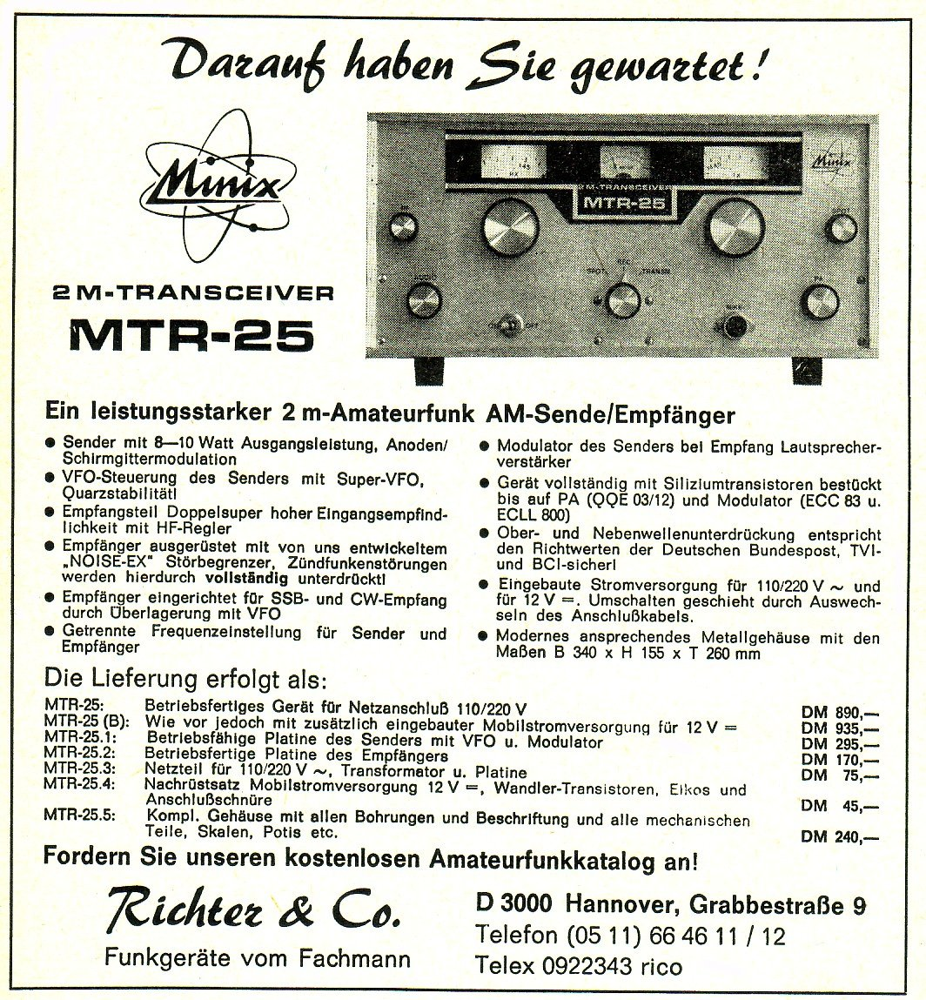 Darauf haben Sie gewartet!
Minix
2 M-TRANSCEIVER
MTR-25
Minix
2 M-TRANSCEIVER
MTR-25
SPOT
REC
TRANSM.
PA
OFF
Ein leistungsstarker 2 m-Amateurfunk AM-Sende/Empfänger
● Sender mit 8—10 Watt Ausgangsleistung, Anoden/
Schirmgittermodulation
● VFO-Steuerung des Senders mit Super-VFO,
Quarzstabilität!
● Empfangsteil Doppelsuper hoher Eingangsempfind-
lichkeit mit HF-Regler
● Empfänger ausgerüstet mit von uns entwickeltem
„NOISE-EX" Störbegrenzer, Zündfunkenstörungen
werden hierdurch vollständig unterdrückt!
● Empfänger eingerichtet für SSB- und CW-Empfang
durch Überlagerung mit VFO
● Getrennte Frequenzeinstellung für Sender und
Empfänger
● Modulator des Senders bei Empfang Lautsprecher-
verstärker
● Gerät vollständig mit Siliziumtransistoren bestückt
bis auf PA (QQE 03/12) und Modulator (ECC 83 u.
ECLL 800)
● Ober- und Nebenwellenunterdrückung entspricht
den Richtwerten der Deutschen Bundespost, TVI-
und BCI-sicher!
● Eingebaute Stromversorgung für 110/220 V ~ und
für 12 V =. Umschalten geschieht durch Auswech-
seln des Anschlußkabels.
● Modernes ansprechendes Metallgehäuse mit den
Maßen B 340 x H 155 x T 260 mm
Die Lieferung erfolgt als:
MTR-25: Betriebsfertiges Gerät für Netzanschluß 110/220 V DM 890,—
MTR-25 (B): Wie vor jedoch mit zusätzlich eingebauter Mobilstromversorgung für 12 V = DM 935,—
MTR-25.1: Betriebsfähige Platine des Senders mit VFO u. Modulator DM 295,—
MTR-25.2: Betriebsfertige Platine des Empfängers DM 170,—
MTR-25.3: Netzteil für 110/220 V ~, Transformator u. Platine DM 75,—
MTR-25.4: Nachrüstsatz Mobilstromversorgung 12 V =, Wandler-Transistoren, Elkos und
Anschlußschnüre DM 45,—
MTR-25.5: Kompl. Gehäuse mit allen Bohrungen und Beschriftung und alle mechanischen
Teile, Skalen, Potis etc. DM 240,—
Fordern Sie unseren kostenlosen Amateurfunkkatalog an!
Richter & Co.
Funkgeräte vom Fachmann
D 3000 Hannover, Grabbestraße 9
Telefon (05 11) 66 46 11 / 12
Telex 0922343 rico